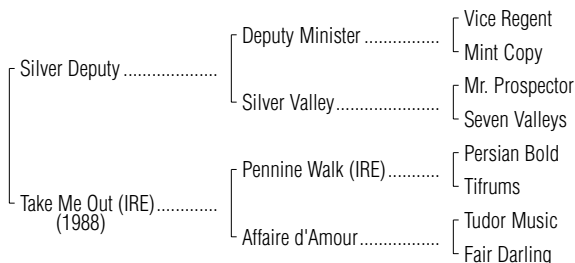 Vice Regent
Deputy Minister ................
Mint Copy
Silver Deputy ....................
Mr. Prospector
Silver Valley......................
Seven Valleys
Persian Bold
Pennine Walk (IRE)...........
Tifrums
Take Me Out (IRE).............
(1988)
Tudor Music
Affaire d'Amour.................
Fair Darling